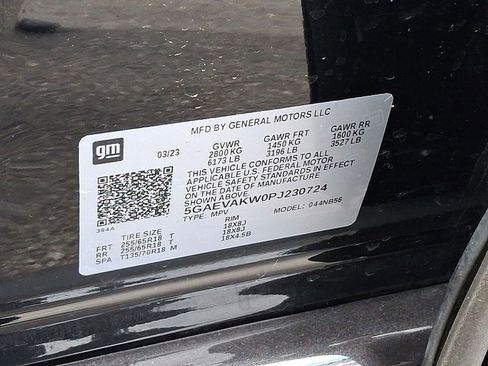 MFD BY GENERAL MOTORS LLC
gm
03/23
GVWR GAWR FRT GAWR RR
2800 KG 1450 KG 1600 KG
6173 LB 3196 LB 3527 LB
THIS VEHICLE CONFORMS TO ALL
APPLICABLE U.S. FEDERAL MOTOR
VEHICLE SAFETY STANDARDS IN EFFECT
ON THE DATE OF MANUFACTURE
SHOWN ABOVE.
5GAEVAKW0PJ230724
TYPE: MPV MODEL: 044NB56
384A
TIRE SIZE RIM
FRT 255/65R18 T 18X8J
RR 255/65R18 T 18X8J
SPA T135/70R18 M 18X4.5B